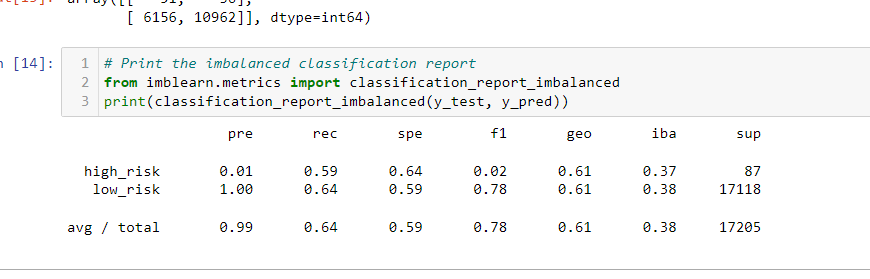 [ 6156, 10962]], dtype=int64)
[14]: 1 # Print the imbalanced classification report
2 from imblearn.metrics import classification_report_imbalanced
3 print(classification_report_imbalanced(y_test, y_pred))
pre rec spe f1 geo iba sup
high_risk 0.01 0.59 0.64 0.02 0.61 0.37 87
low_risk 1.00 0.64 0.59 0.78 0.61 0.38 17118
avg / total 0.99 0.64 0.59 0.78 0.61 0.38 17205